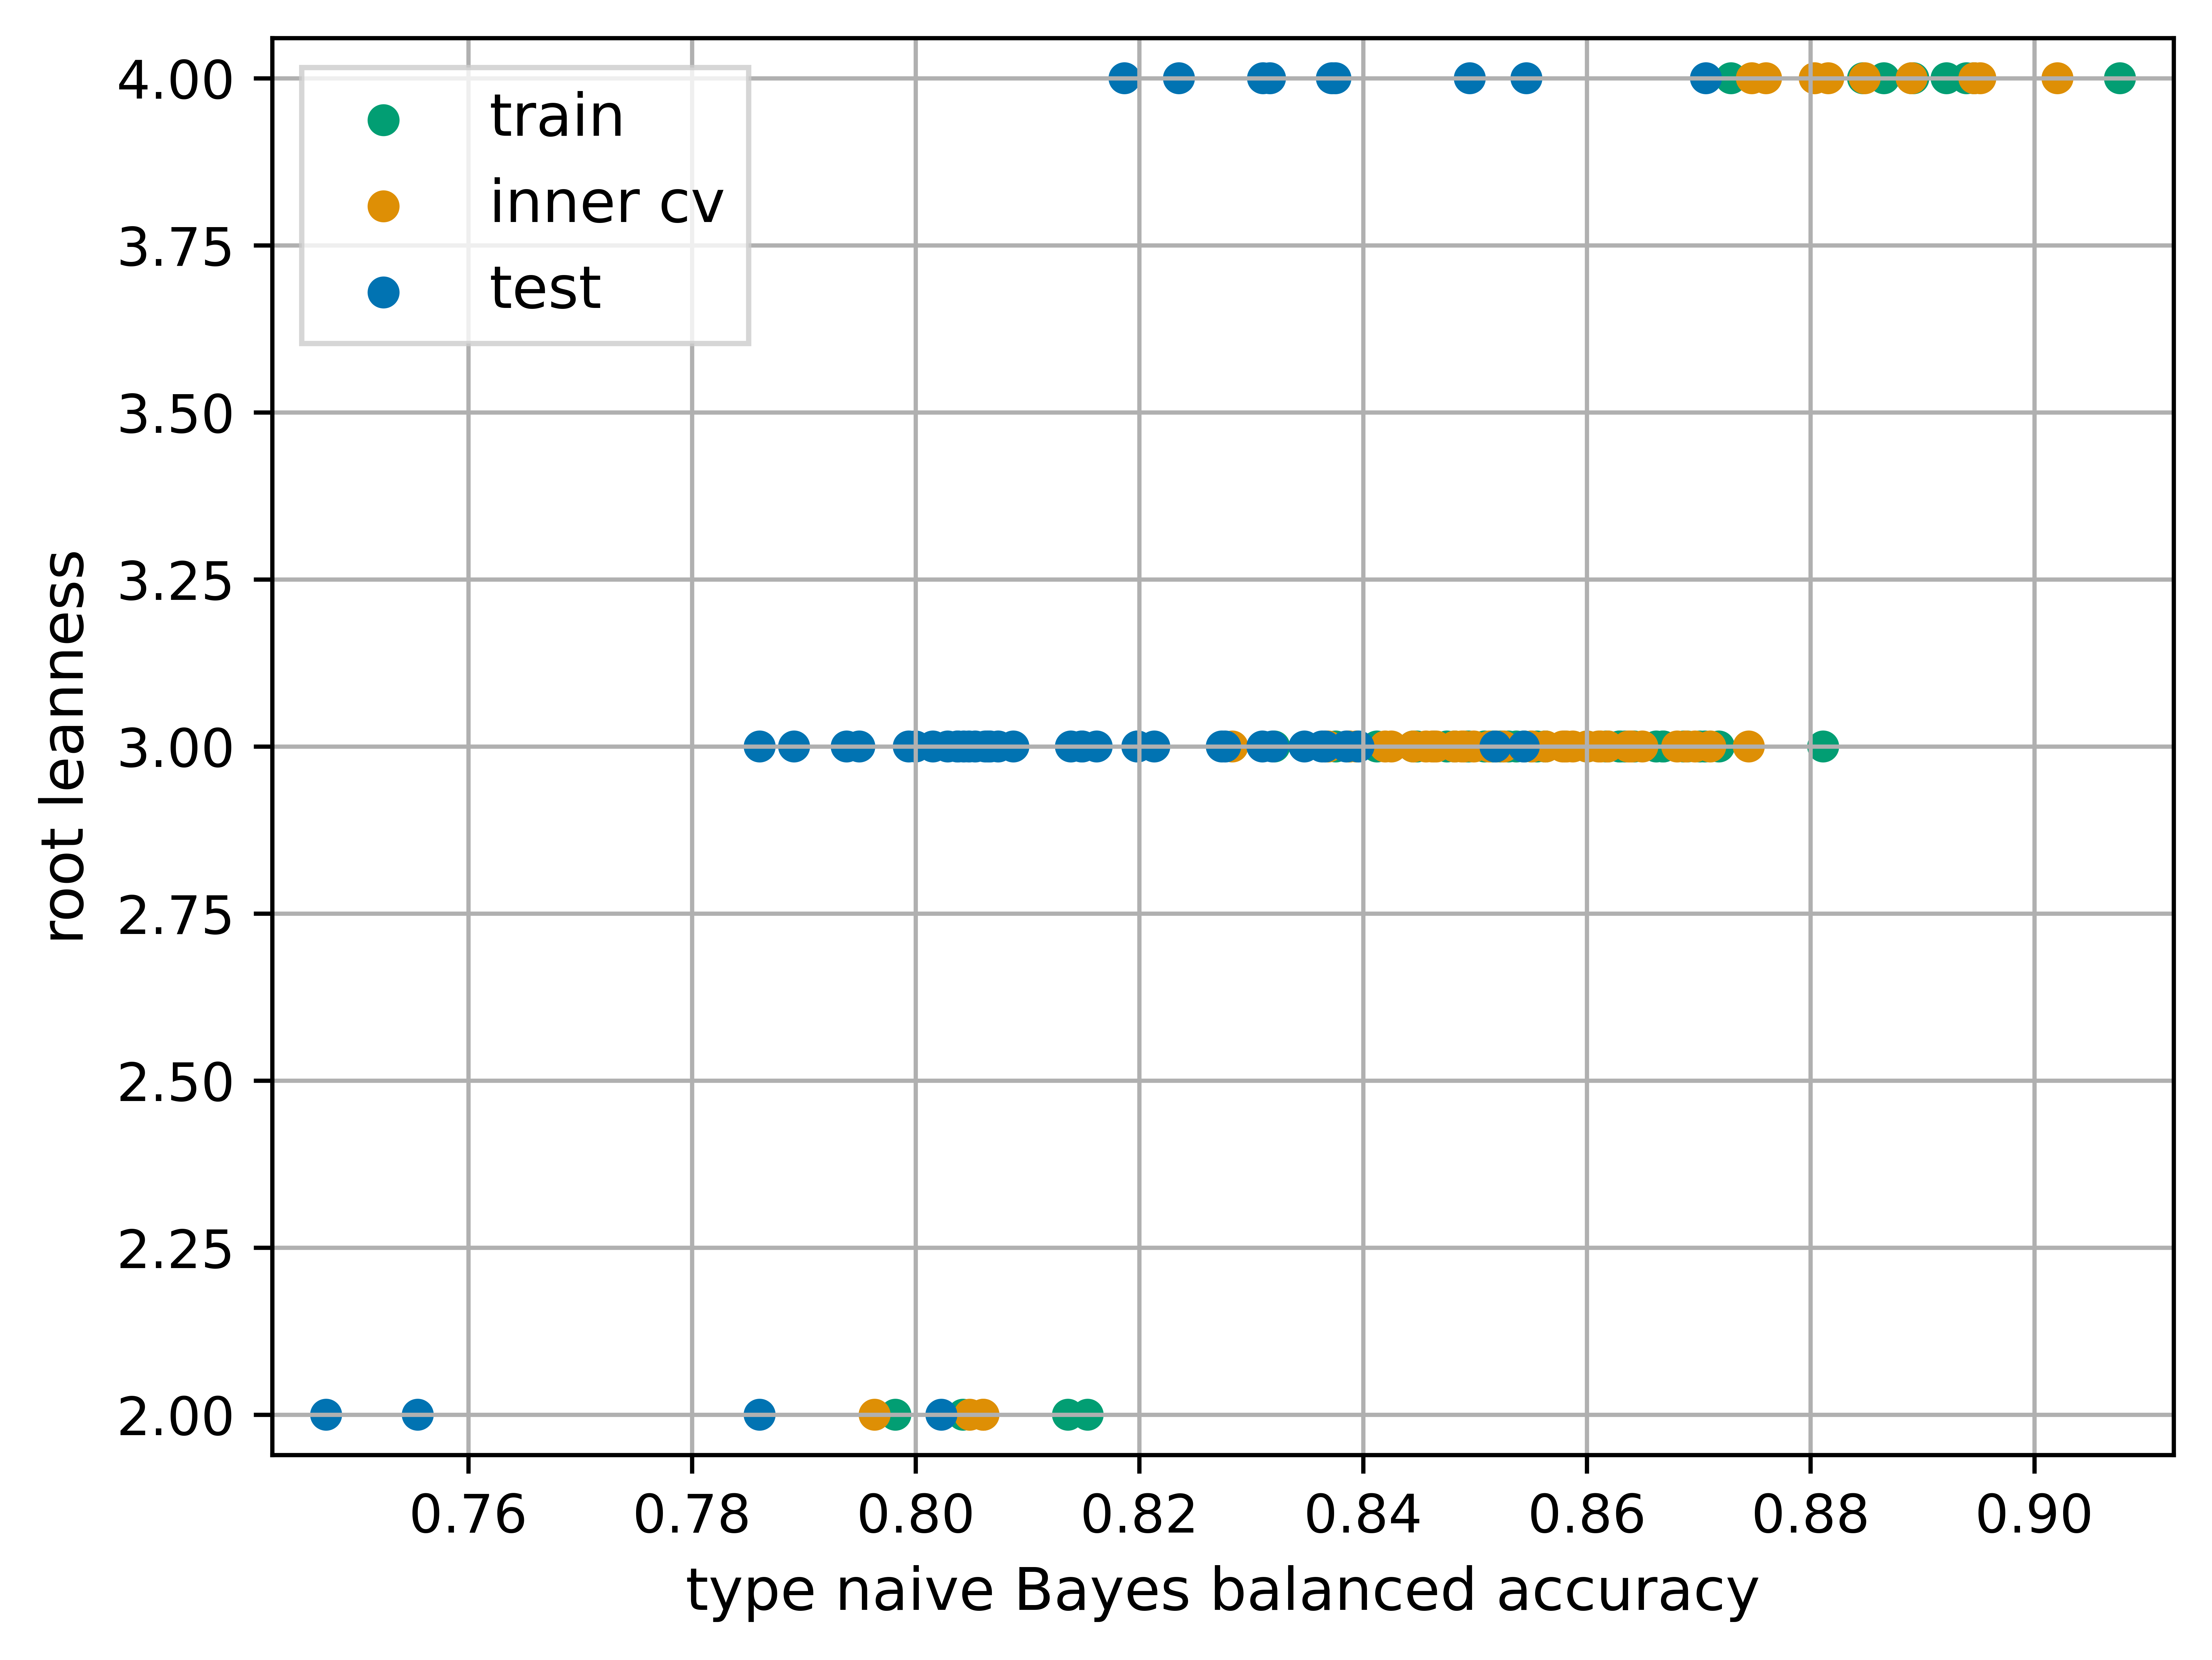 4.00
3.75
3.50
3.25
3.00
2.75
2.50
2.25
2.00
root leanness
train
inner cv
test
0.76 0.78 0.80 0.82 0.84 0.86 0.88 0.90
type naive Bayes balanced accuracy